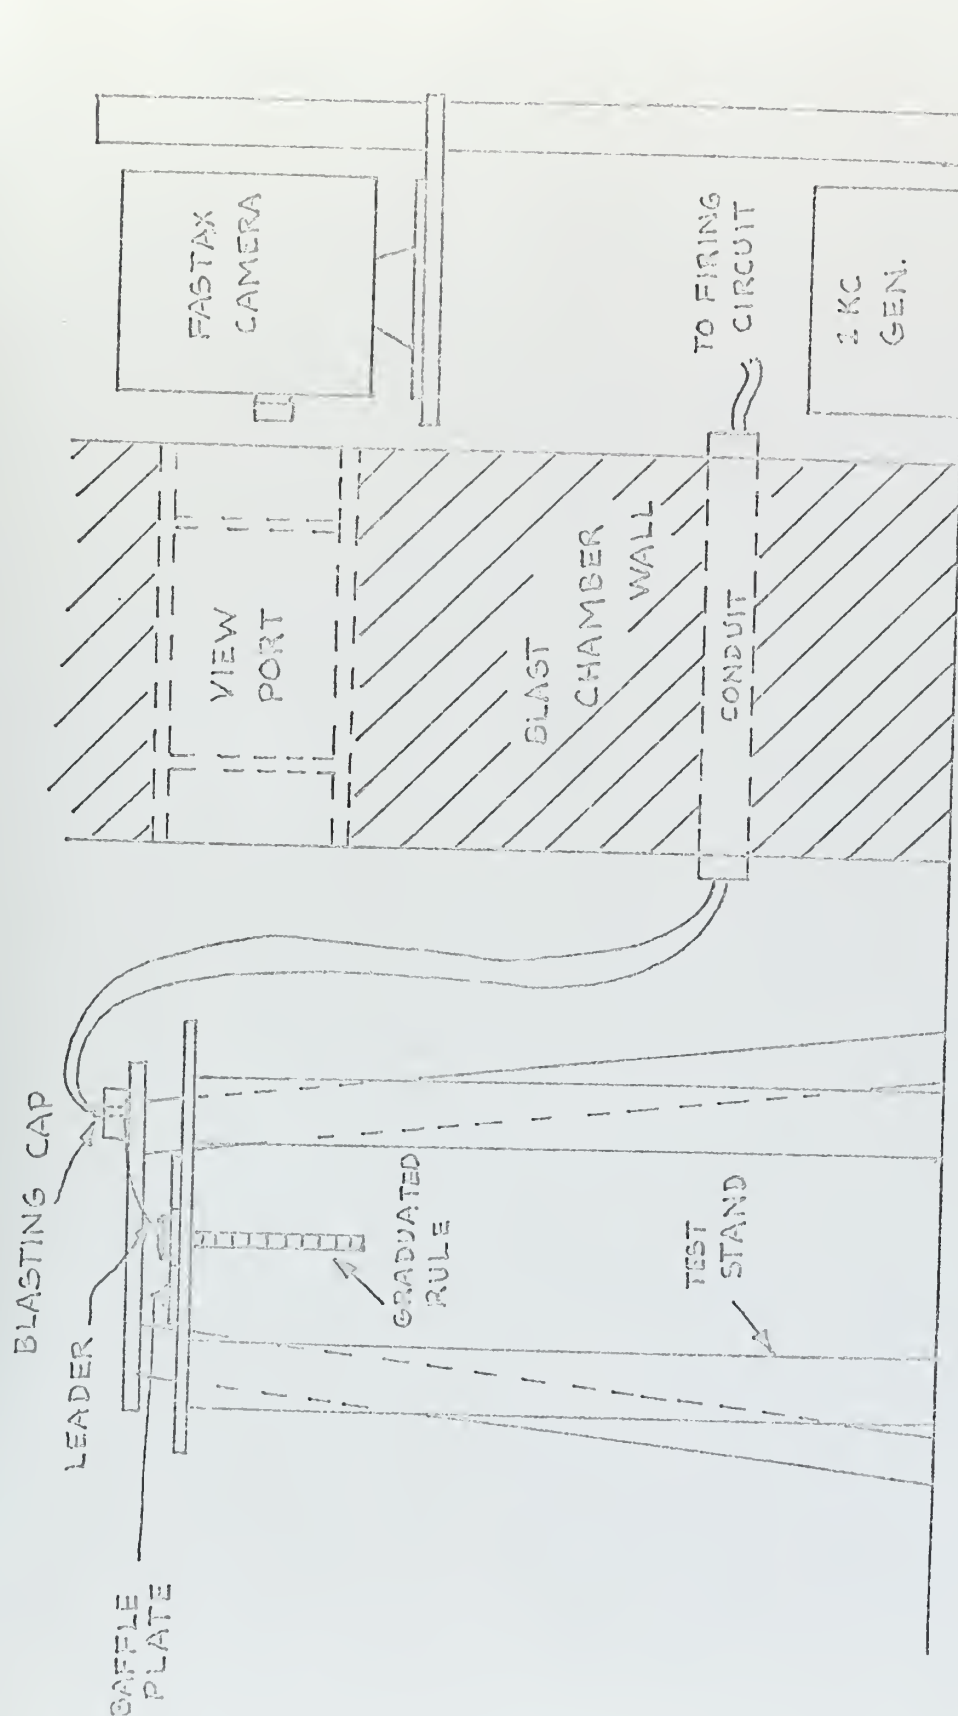 BLASTING CAP
LEADER
BAFFLE
PLATE
GRADUATED
RULE
TEST
STAND
VIEW
PORT
BLAST
CHAMBER
WALL
CONDUIT
FASTAX
CAMERA
TO FIRING
CIRCUIT
1 KC
GEN.